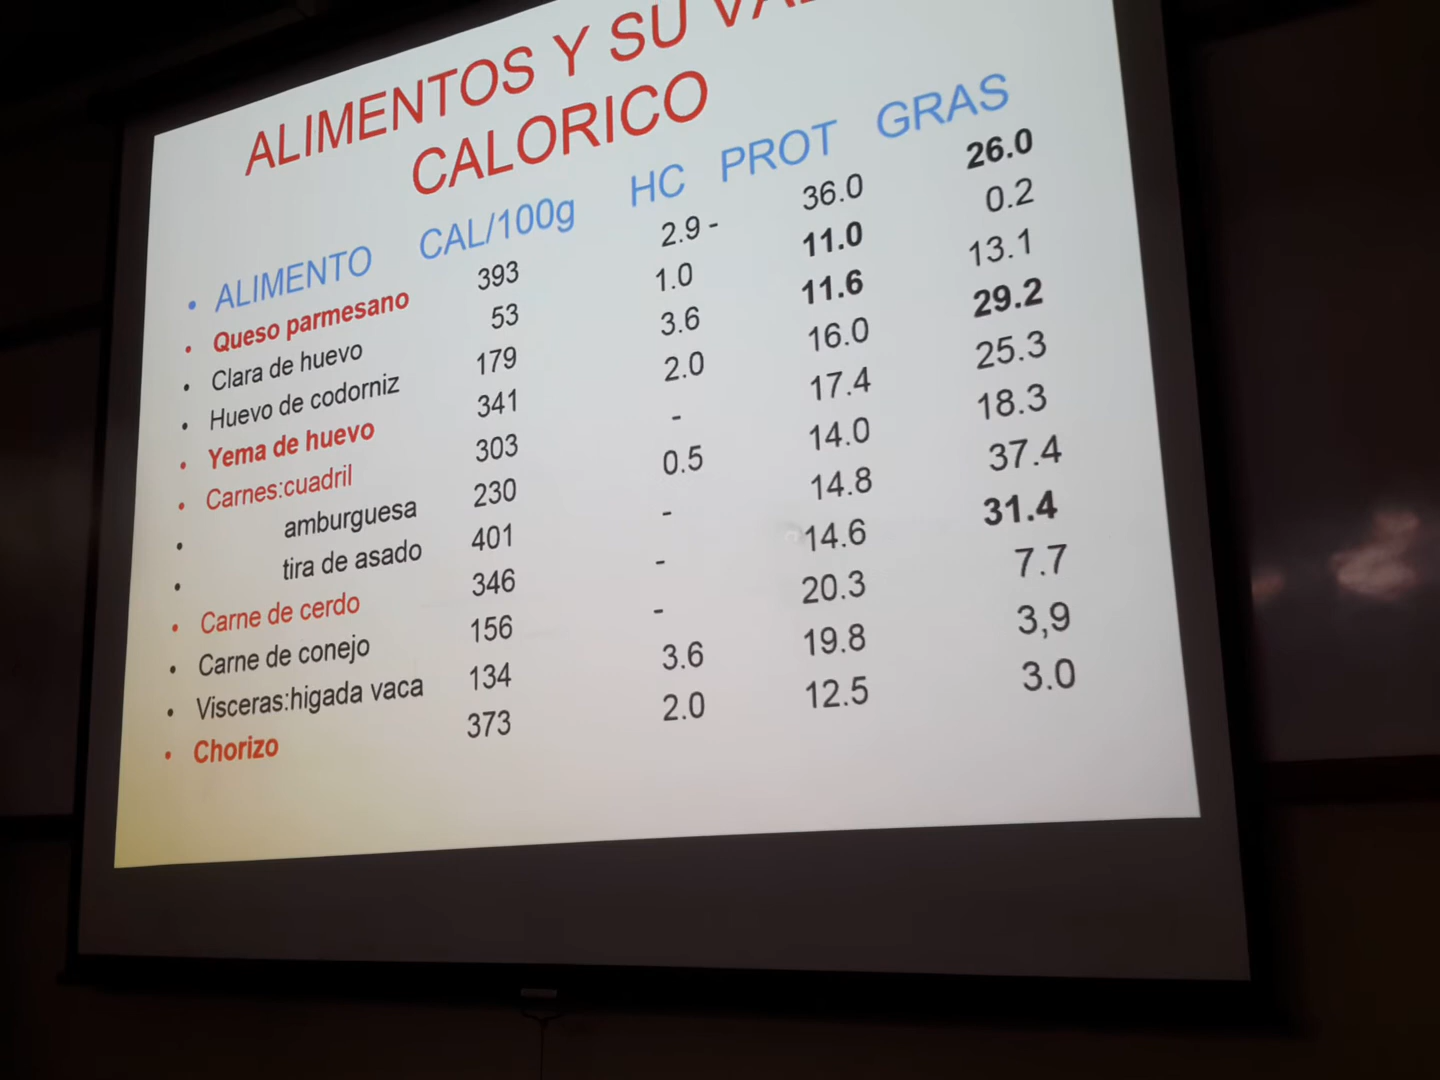 ALIMENTOS Y SU
CALORICO
• ALIMENTO CAL/100g HC PROT GRAS
• Queso parmesano 393 2.9 - 36.0 26.0
• Clara de huevo 53 1.0 11.0 0.2
• Huevo de codorniz 179 3.6 11.6 13.1
• Yema de huevo 341 2.0 16.0 29.2
• Carnes:cuadril 303 - 17.4 25.3
• amburguesa 230 0.5 14.0 18.3
• tira de asado 401 - 14.8 37.4
• Carne de cerdo 346 - 14.6 31.4
• Carne de conejo 156 - 20.3 7.7
• Visceras:higada vaca 134 3.6 19.8 3,9
• Chorizo 373 2.0 12.5 3.0